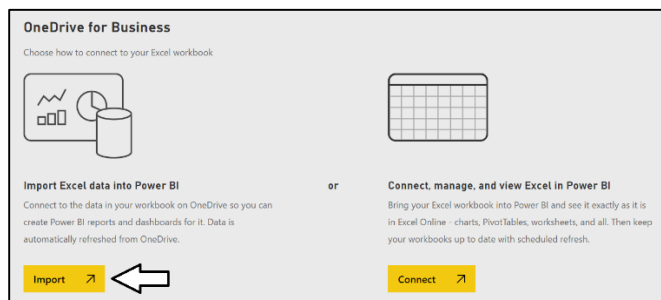 OneDrive for Business
Choose how to connect to your Excel workbook
Import Excel data into Power BI
Connect to the data in your workbook on OneDrive so you can
create Power BI reports and dashboards for it. Data is
automatically refreshed from OneDrive.
Import
or
Connect, manage, and view Excel in Power BI
Bring your Excel workbook into Power BI and see it exactly as it is
in Excel Online - charts, PivotTables, worksheets, and all. Then keep
your workbooks up to date with scheduled refresh.
Connect